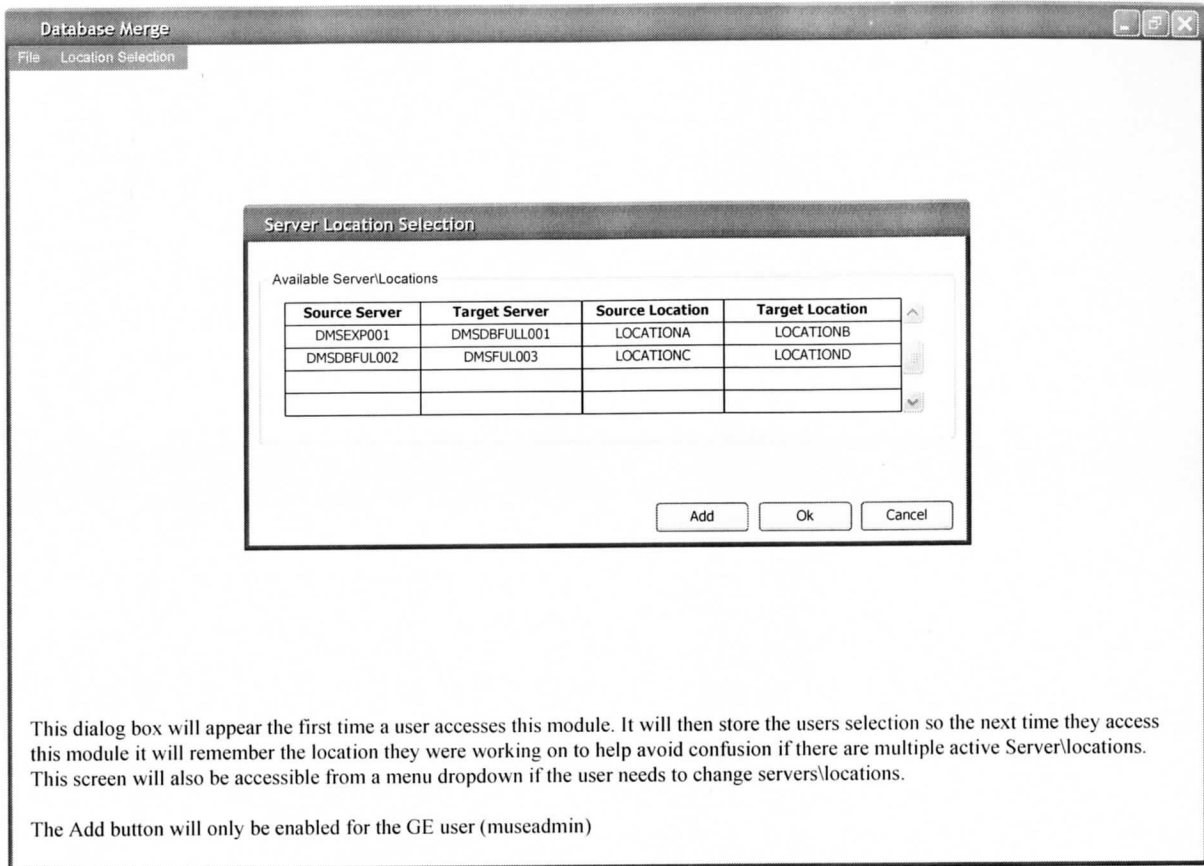 Database Merge
File Location Selection
Server Location Selection
Available Server\Locations
Source Server Target Server Source Location Target Location
DMSEXP001 DMSDBFULL001 LOCATIONA LOCATIONB
DMSDBFUL002 DMSFUL003 LOCATIONC LOCATIOND
Add Ok Cancel
This dialog box will appear the first time a user accesses this module. It will then store the users selection so the next time they access
this module it will remember the location they were working on to help avoid confusion if there are multiple active Server\locations.
This screen will also be accessible from a menu dropdown if the user needs to change servers\locations.
The Add button will only be enabled for the GE user (museadmin)